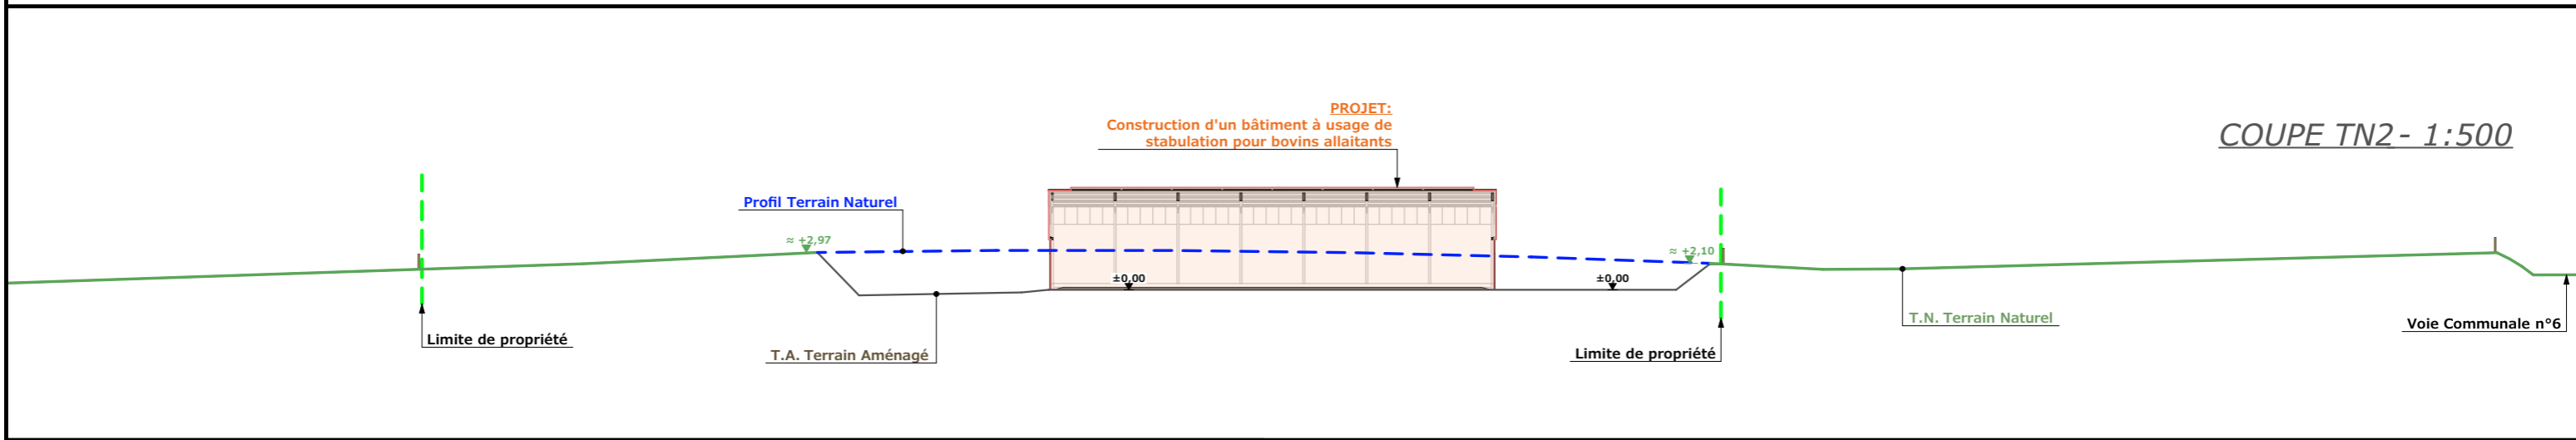 PROJET:
Construction d'un bâtiment à usage de
stabulation pour bovins allaitants
COUPE TN2 - 1:500
Profil Terrain Naturel
≈ +2,97
≈ +2,10
±0,00
±0,00
T.N. Terrain Naturel
Voie Communale n°6
Limite de propriété
T.A. Terrain Aménagé
Limite de propriété